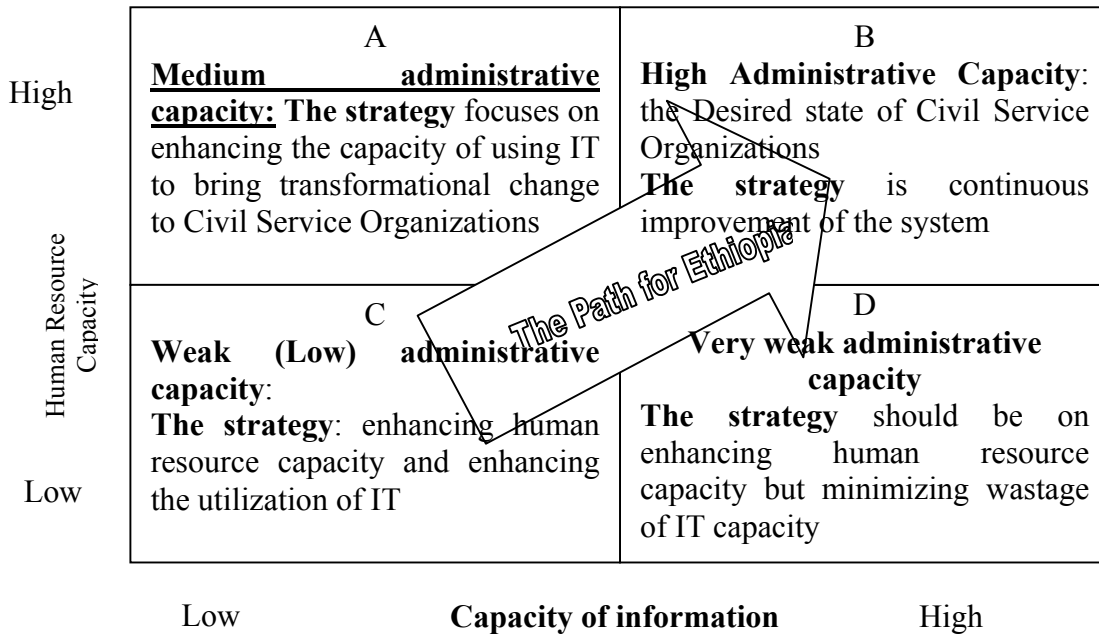 A
Medium administrative
capacity: The strategy focuses on
enhancing the capacity of using IT
to bring transformational change
to Civil Service Organizations
B
High Administrative Capacity:
the Desired state of Civil Service
Organizations
The strategy is continuous
improvement of the system
High
Human Resource
Capacity
Low
The Path for Ethiopia
C
Weak (Low) administrative
capacity:
The strategy: enhancing human
resource capacity and enhancing
the utilization of IT
D
Very weak administrative
capacity
The strategy should be on
enhancing human resource
capacity but minimizing wastage
of IT capacity
Low Capacity of information High